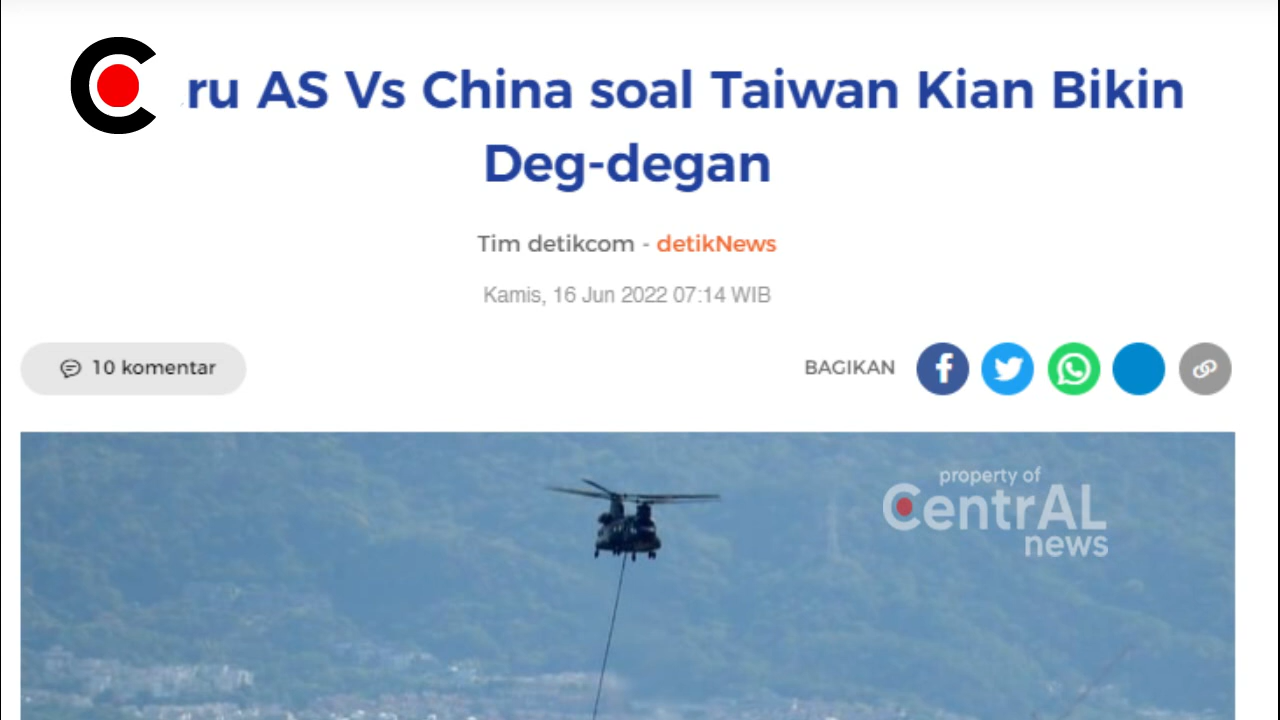 ru AS Vs China soal Taiwan Kian Bikin
Deg-degan
Tim detikcom - detikNews
Kamis, 16 Jun 2022 07:14 WIB
10 komentar
BAGIKAN
property of
CentrAL
news